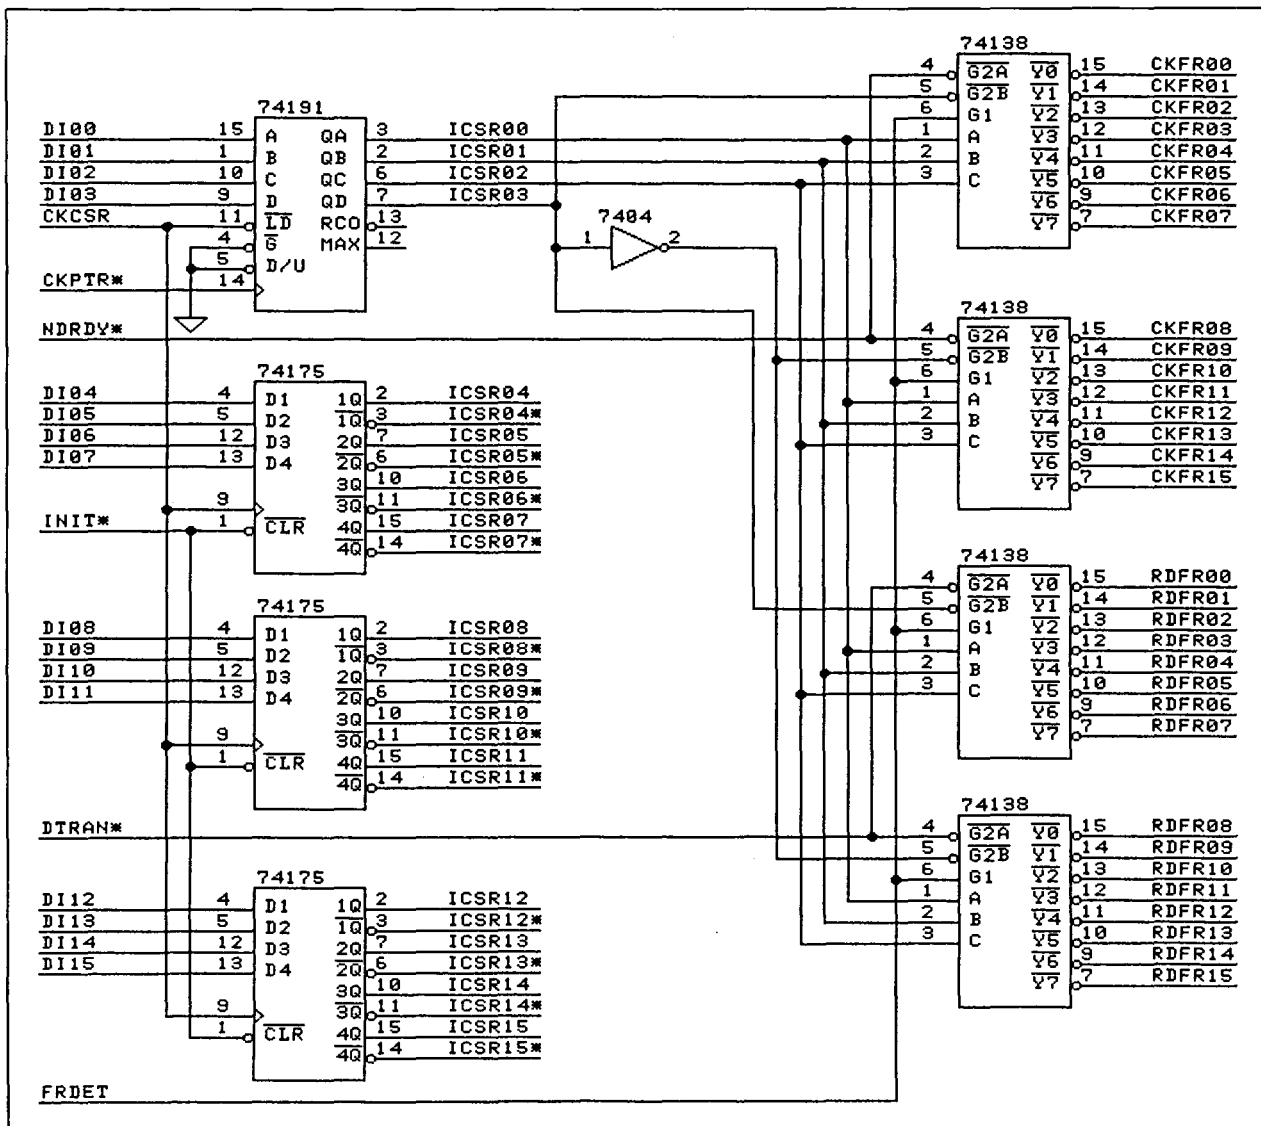 74138
4 G2A Y0 15 CKFR00
5 G2B Y1 14 CKFR01
6 G1 Y2 13 CKFR02
1 A Y3 12 CKFR03
2 B Y4 11 CKFR04
3 C Y5 10 CKFR05
Y6 9 CKFR06
Y7 7 CKFR07
74191
DI00 15 A QA 3 ICSR00
DI01 1 B QB 2 ICSR01
DI02 10 C QC 6 ICSR02
DI03 9 D QD 7 ICSR03
CKCSR 11 LD RCO 13
4 G MAX 12
5 D/U
CKPTR* 14
7404
1 2
NDRDY*
74138
4 G2A Y0 15 CKFR08
5 G2B Y1 14 CKFR09
6 G1 Y2 13 CKFR10
1 A Y3 12 CKFR11
2 B Y4 11 CKFR12
3 C Y5 10 CKFR13
Y6 9 CKFR14
Y7 7 CKFR15
74175
DI04 4 D1 1Q 2 ICSR04
DI05 5 D2 1Q 3 ICSR04*
DI06 12 D3 2Q 7 ICSR05
DI07 13 D4 2Q 6 ICSR05*
3Q 10 ICSR06
9 3Q 11 ICSR06*
INIT* 1 CLR 4Q 15 ICSR07
4Q 14 ICSR07*
74138
4 G2A Y0 15 RDFR00
5 G2B Y1 14 RDFR01
6 G1 Y2 13 RDFR02
1 A Y3 12 RDFR03
2 B Y4 11 RDFR04
3 C Y5 10 RDFR05
Y6 9 RDFR06
Y7 7 RDFR07
74175
DI08 4 D1 1Q 2 ICSR08
DI09 5 D2 1Q 3 ICSR08*
DI10 12 D3 2Q 7 ICSR09
DI11 13 D4 2Q 6 ICSR09*
3Q 10 ICSR10
9 3Q 11 ICSR10*
1 CLR 4Q 15 ICSR11
4Q 14 ICSR11*
DTRAN*
74138
4 G2A Y0 15 RDFR08
5 G2B Y1 14 RDFR09
6 G1 Y2 13 RDFR10
1 A Y3 12 RDFR11
2 B Y4 11 RDFR12
3 C Y5 10 RDFR13
Y6 9 RDFR14
Y7 7 RDFR15
74175
DI12 4 D1 1Q 2 ICSR12
DI13 5 D2 1Q 3 ICSR12*
DI14 12 D3 2Q 7 ICSR13
DI15 13 D4 2Q 6 ICSR13*
3Q 10 ICSR14
9 3Q 11 ICSR14*
1 CLR 4Q 15 ICSR15
4Q 14 ICSR15*
FRDET